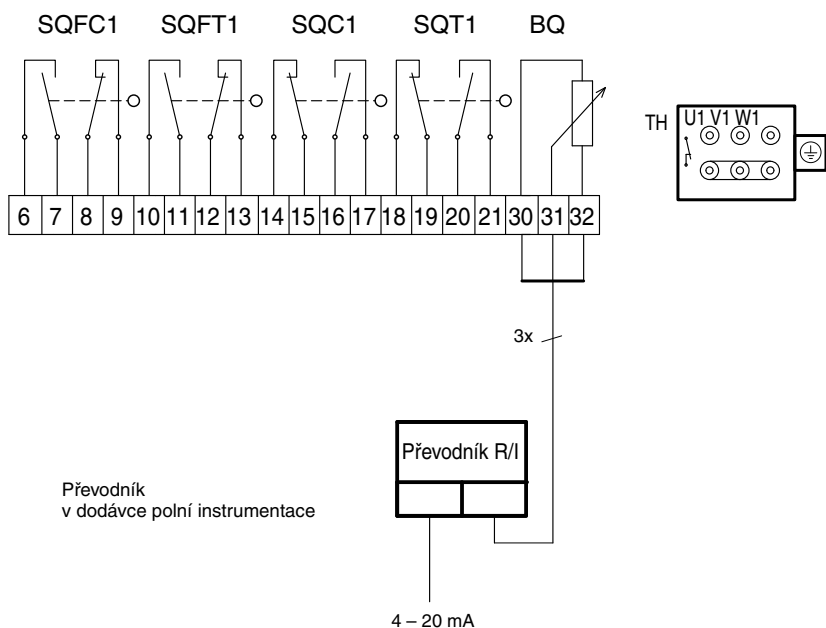 SQFC1 SQFT1 SQC1 SQT1 BQ
TH U1 V1 W1
6 7 8 9 10 11 12 13 14 15 16 17 18 19 20 21 30 31 32
3x
Převodník R/I
Převodník
v dodávce polní instrumentace
4 – 20 mA